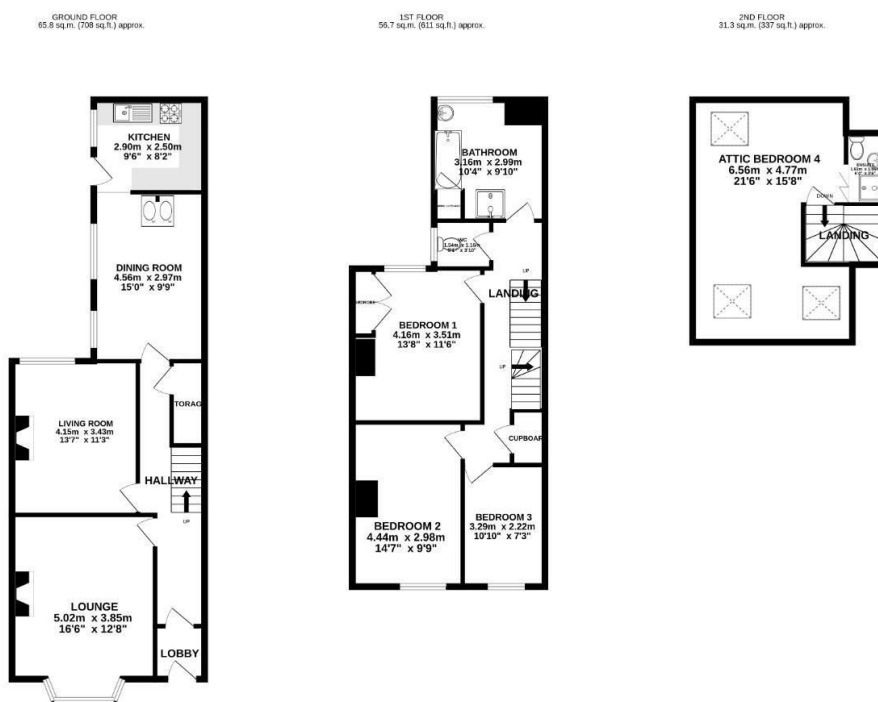 GROUND FLOOR
65.8 sq.m. (708 sq.ft.) approx.
KITCHEN
2.90m x 2.50m
9'6" x 8'2"
DINING ROOM
4.56m x 2.97m
15'0" x 9'9"
TORAG
LIVING ROOM
4.15m x 3.43m
13'7" x 11'3"
HALLWAY
UP
LOUNGE
5.02m x 3.85m
16'6" x 12'8"
LOBBY
1ST FLOOR
56.7 sq.m. (611 sq.ft.) approx.
BATHROOM
3.16m x 2.99m
10'4" x 9'10"
WC
UP
LANDING
BEDROOM 1
4.16m x 3.51m
13'8" x 11'6"
UP
CUPBOAR
BEDROOM 2
4.44m x 2.98m
14'7" x 9'9"
BEDROOM 3
3.29m x 2.22m
10'10" x 7'3"
2ND FLOOR
31.3 sq.m. (337 sq.ft.) approx.
ATTIC BEDROOM 4
6.56m x 4.77m
21'6" x 15'8"
DOWN
LANDING